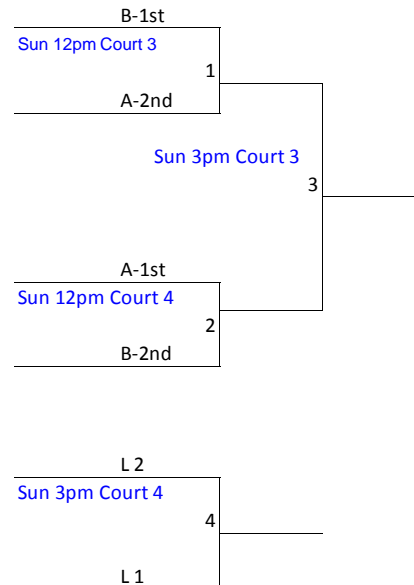 B-1st
Sun 12pm Court 3
1
A-2nd
Sun 3pm Court 3
3
A-1st
Sun 12pm Court 4
2
B-2nd
L 2
Sun 3pm Court 4
4
L 1